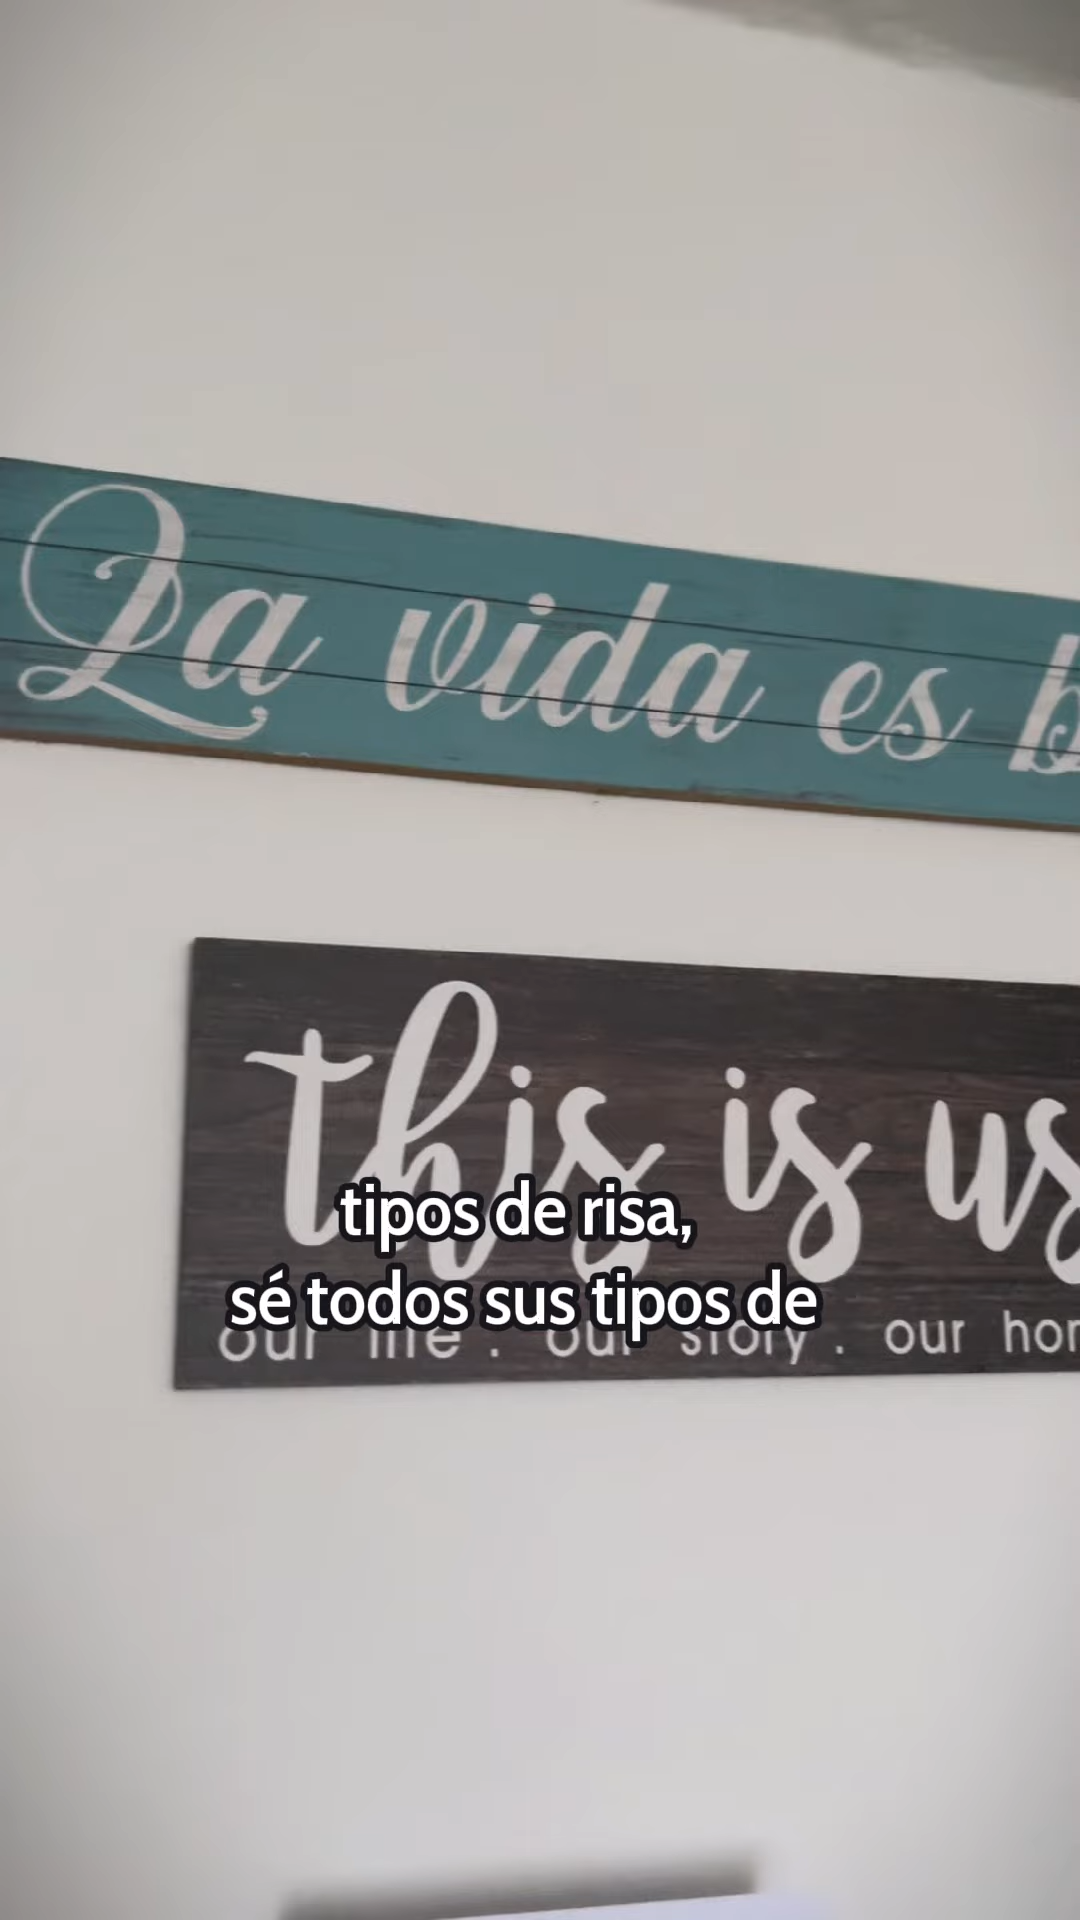 La vida es
this is us
tipos de risa,
sé todos sus tipos de
our life . our story . our